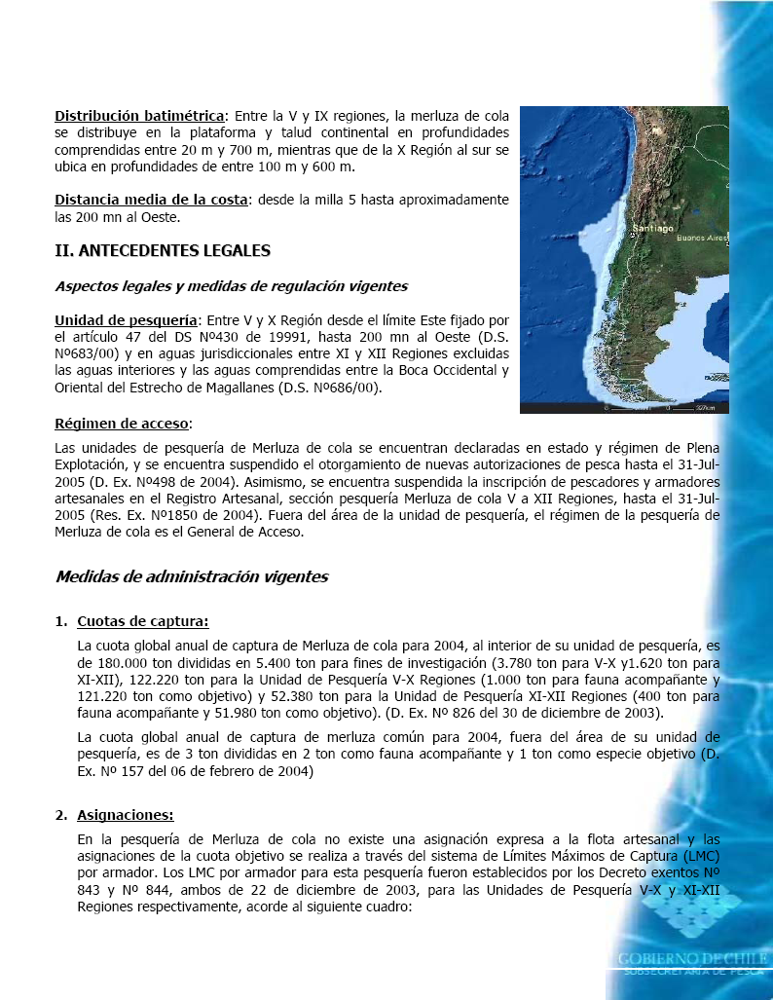 Distribución batimétrica: Entre la V y IX regiones, la merluza de cola
se distribuye en la plataforma y talud continental en profundidades
comprendidas entre 20 m y 700 m, mientras que de la X Región al sur se
ubica en profundidades de entre 100 m y 600 m.
Distancia media de la costa: desde la milla 5 hasta aproximadamente
las 200 mn al Oeste.
II. ANTECEDENTES LEGALES
Aspectos legales y medidas de regulación vigentes
Unidad de pesquería: Entre V y X Región desde el límite Este fijado por
el artículo 47 del DS Nº430 de 19991, hasta 200 mn al Oeste (D.S.
Nº683/00) y en aguas jurisdiccionales entre XI y XII Regiones excluidas
las aguas interiores y las aguas comprendidas entre la Boca Occidental y
Oriental del Estrecho de Magallanes (D.S. Nº686/00).
Santiago
Buenos Aires
Régimen de acceso:
Las unidades de pesquería de Merluza de cola se encuentran declaradas en estado y régimen de Plena
Explotación, y se encuentra suspendido el otorgamiento de nuevas autorizaciones de pesca hasta el 31-Jul-
2005 (D. Ex. Nº498 de 2004). Asimismo, se encuentra suspendida la inscripción de pescadores y armadores
artesanales en el Registro Artesanal, sección pesquería Merluza de cola V a XII Regiones, hasta el 31-Jul-
2005 (Res. Ex. Nº1850 de 2004). Fuera del área de la unidad de pesquería, el régimen de la pesquería de
Merluza de cola es el General de Acceso.
Medidas de administración vigentes
1. Cuotas de captura:
La cuota global anual de captura de Merluza de cola para 2004, al interior de su unidad de pesquería, es
de 180.000 ton divididas en 5.400 ton para fines de investigación (3.780 ton para V-X y1.620 ton para
XI-XII), 122.220 ton para la Unidad de Pesquería V-X Regiones (1.000 ton para fauna acompañante y
121.220 ton como objetivo) y 52.380 ton para la Unidad de Pesquería XI-XII Regiones (400 ton para
fauna acompañante y 51.980 ton como objetivo). (D. Ex. Nº 826 del 30 de diciembre de 2003).
La cuota global anual de captura de merluza común para 2004, fuera del área de su unidad de
pesquería, es de 3 ton divididas en 2 ton como fauna acompañante y 1 ton como especie objetivo (D.
Ex. Nº 157 del 06 de febrero de 2004)
2. Asignaciones:
En la pesquería de Merluza de cola no existe una asignación expresa a la flota artesanal y las
asignaciones de la cuota objetivo se realiza a través del sistema de Límites Máximos de Captura (LMC)
por armador. Los LMC por armador para esta pesquería fueron establecidos por los Decreto exentos Nº
843 y Nº 844, ambos de 22 de diciembre de 2003, para las Unidades de Pesquería V-X y XI-XII
Regiones respectivamente, acorde al siguiente cuadro:
GOBIERNO DE CHILE
SUBSECRETARIA DE PESCA